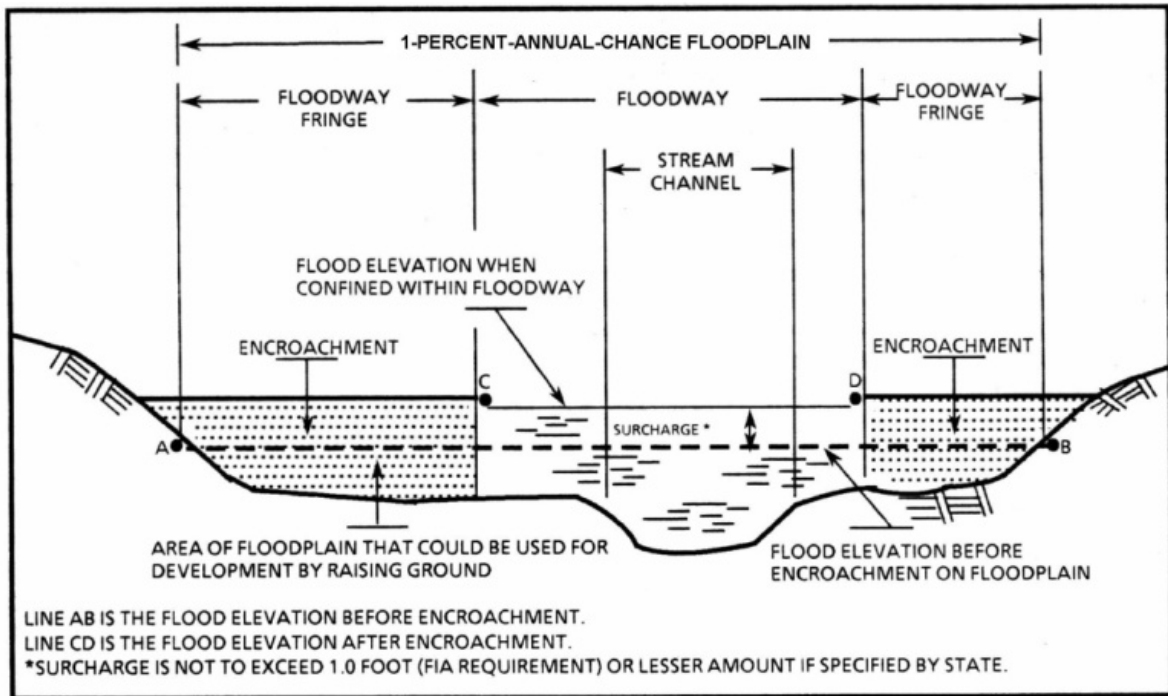 1-PERCENT-ANNUAL-CHANCE FLOODPLAIN
FLOODWAY
FRINGE
FLOODWAY
FLOODWAY
FRINGE
STREAM
CHANNEL
FLOOD ELEVATION WHEN
CONFINED WITHIN FLOODWAY
ENCROACHMENT
ENCROACHMENT
C
D
SURCHARGE *
A
B
AREA OF FLOODPLAIN THAT COULD BE USED FOR
DEVELOPMENT BY RAISING GROUND
FLOOD ELEVATION BEFORE
ENCROACHMENT ON FLOODPLAIN
LINE AB IS THE FLOOD ELEVATION BEFORE ENCROACHMENT.
LINE CD IS THE FLOOD ELEVATION AFTER ENCROACHMENT.
*SURCHARGE IS NOT TO EXCEED 1.0 FOOT (FIA REQUIREMENT) OR LESSER AMOUNT IF SPECIFIED BY STATE.